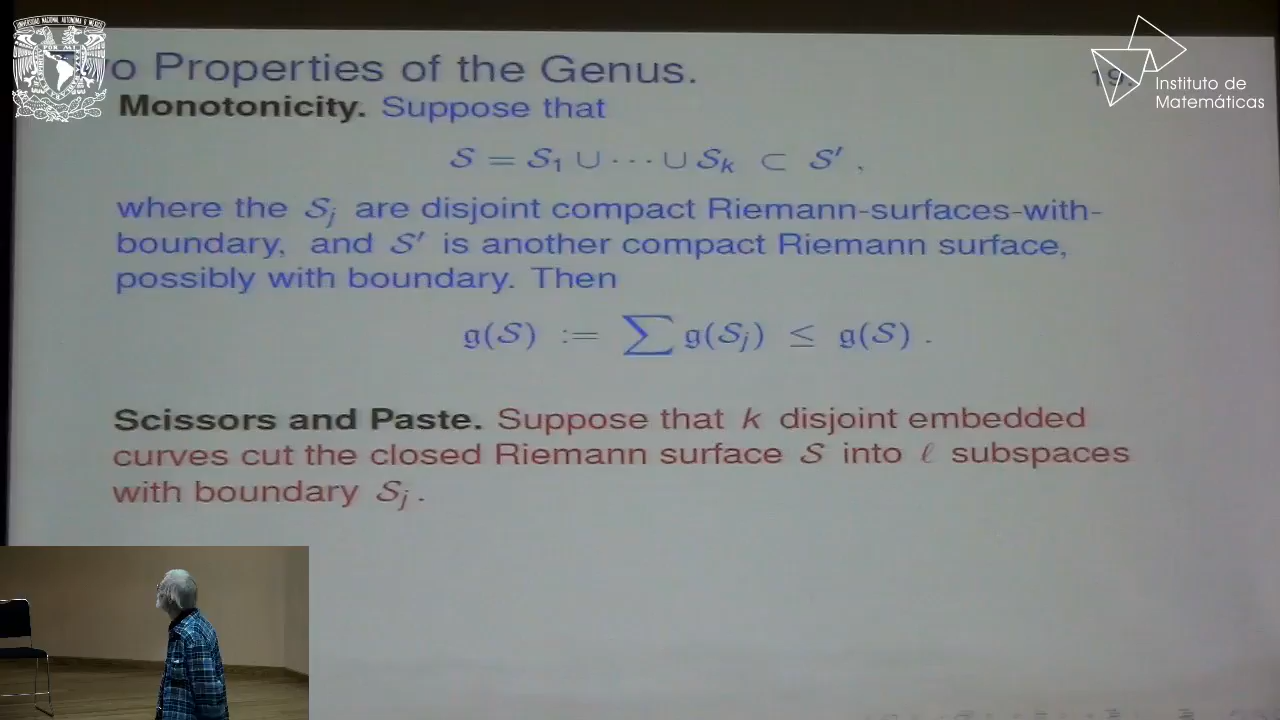 o Properties of the Genus.
19.
Instituto de
Matemáticas
Monotonicity. Suppose that
S = S₁ ∪ ··· ∪ Sₖ ⊂ S′ ,
where the Sⱼ are disjoint compact Riemann-surfaces-with-
boundary, and S′ is another compact Riemann surface,
possibly with boundary. Then
𝔤(S) := ∑ 𝔤(Sⱼ) ≤ 𝔤(S) .
Scissors and Paste. Suppose that k disjoint embedded
curves cut the closed Riemann surface S into ℓ subspaces
with boundary Sⱼ .